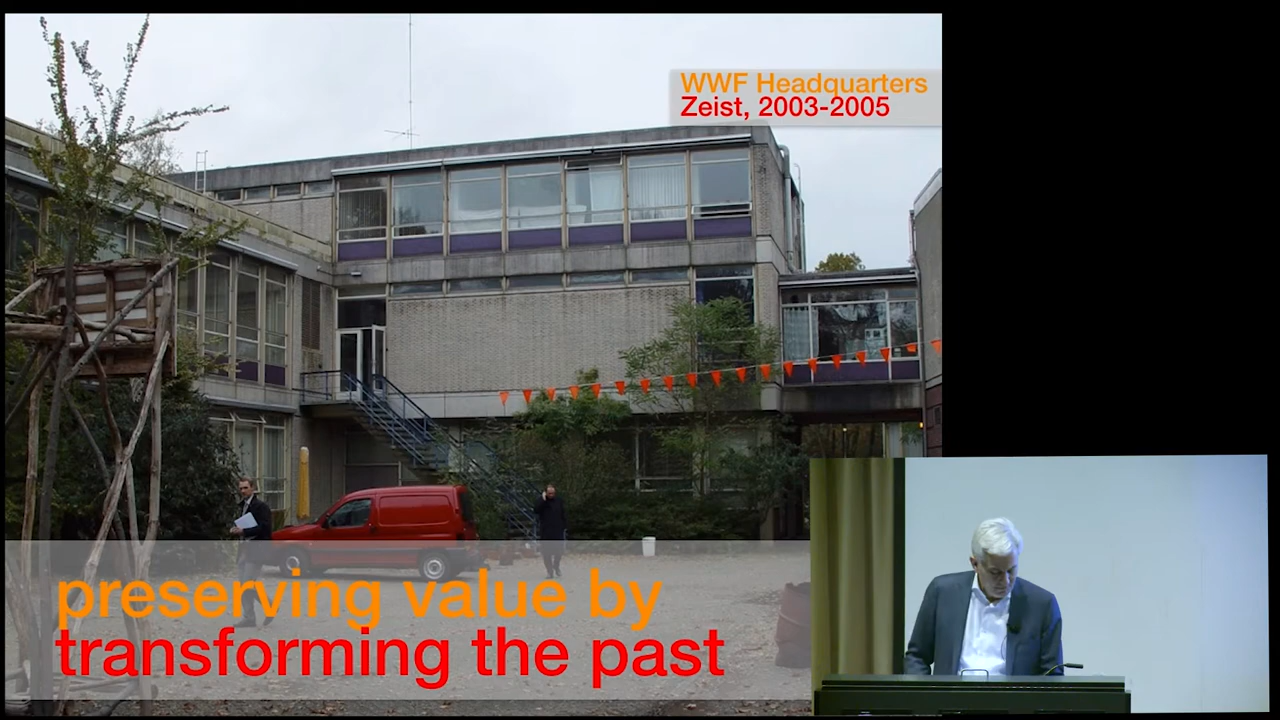 WWF Headquarters
Zeist, 2003-2005
preserving value by
transforming the past